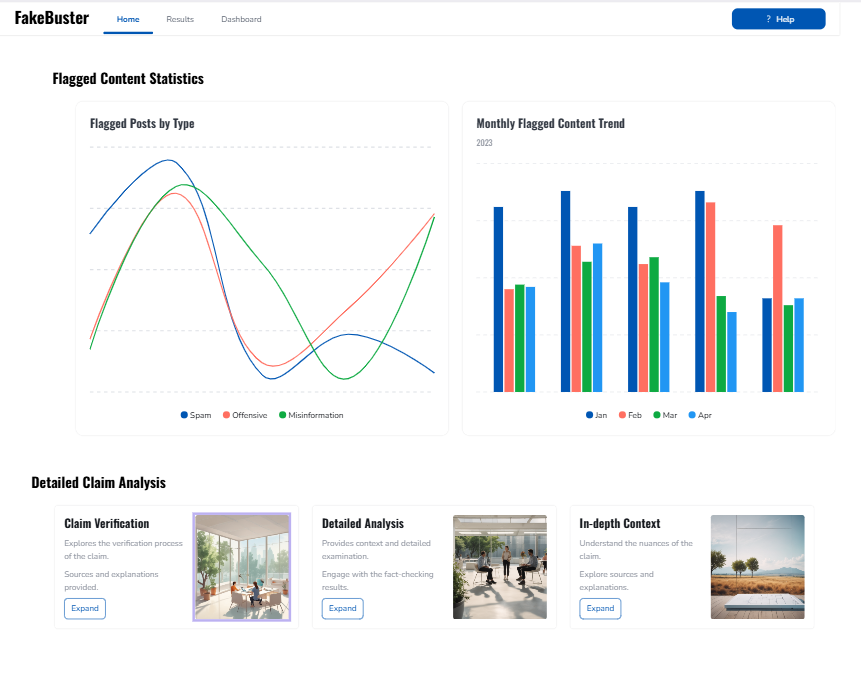 FakeBuster
Home
Results
Dashboard
? Help
Flagged Content Statistics
Flagged Posts by Type
Spam
Offensive
Misinformation
Monthly Flagged Content Trend
2023
Jan
Feb
Mar
Apr
Detailed Claim Analysis
Claim Verification
Explores the verification process
of the claim.
Sources and explanations
provided.
Expand
Detailed Analysis
Provides context and detailed
examination.
Engage with the fact-checking
results.
Expand
In-depth Context
Understand the nuances of the
claim.
Explore sources and
explanations.
Expand